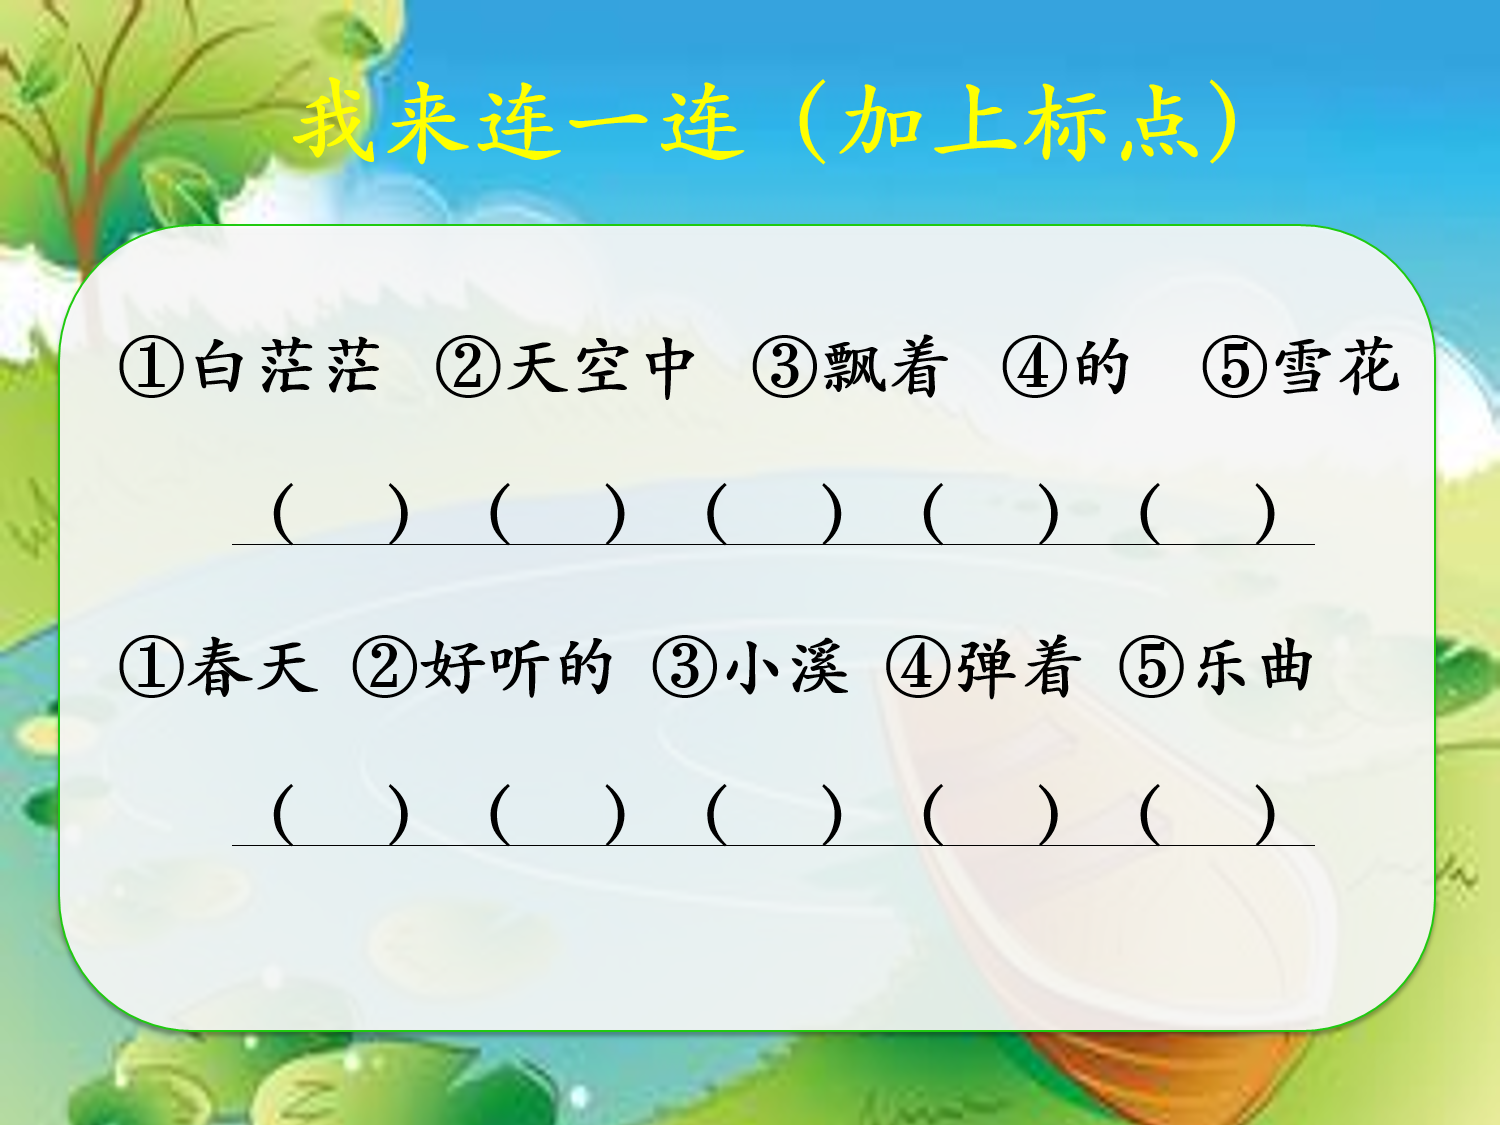 我来连一连（加上标点）
①白茫茫 ②天空中 ③飘着 ④的 ⑤雪花
（ ）（ ）（ ）（ ）（ ）
①春天 ②好听的 ③小溪 ④弹着 ⑤乐曲
（ ）（ ）（ ）（ ）（ ）